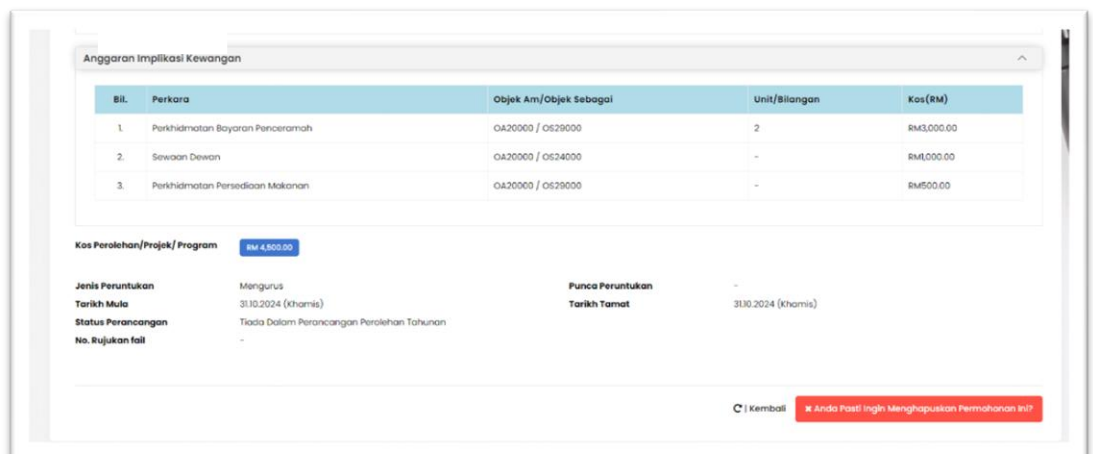 Anggaran Implikasi Kewangan
Bil. Perkara Objek Am/Objek Sebagai Unit/Bilangan Kos(RM)
1. Perkhidmatan Bayaran Penceramah OA20000 / OS29000 2 RM3,000.00
2. Sewaan Dewan OA20000 / OS24000 - RM1,000.00
3. Perkhidmatan Persediaan Makanan OA20000 / OS29000 - RM500.00
Kos Perolehan/Projek/ Program RM 4,500.00
Jenis Peruntukan Mengurus Punca Peruntukan -
Tarikh Mula 31.10.2024 (Khamis) Tarikh Tamat 31.10.2024 (Khamis)
Status Perancangan Tiada Dalam Perancangan Perolehan Tahunan
No. Rujukan fail -
| Kembali ✖ Anda Pasti Ingin Menghapuskan Permohonan Ini?